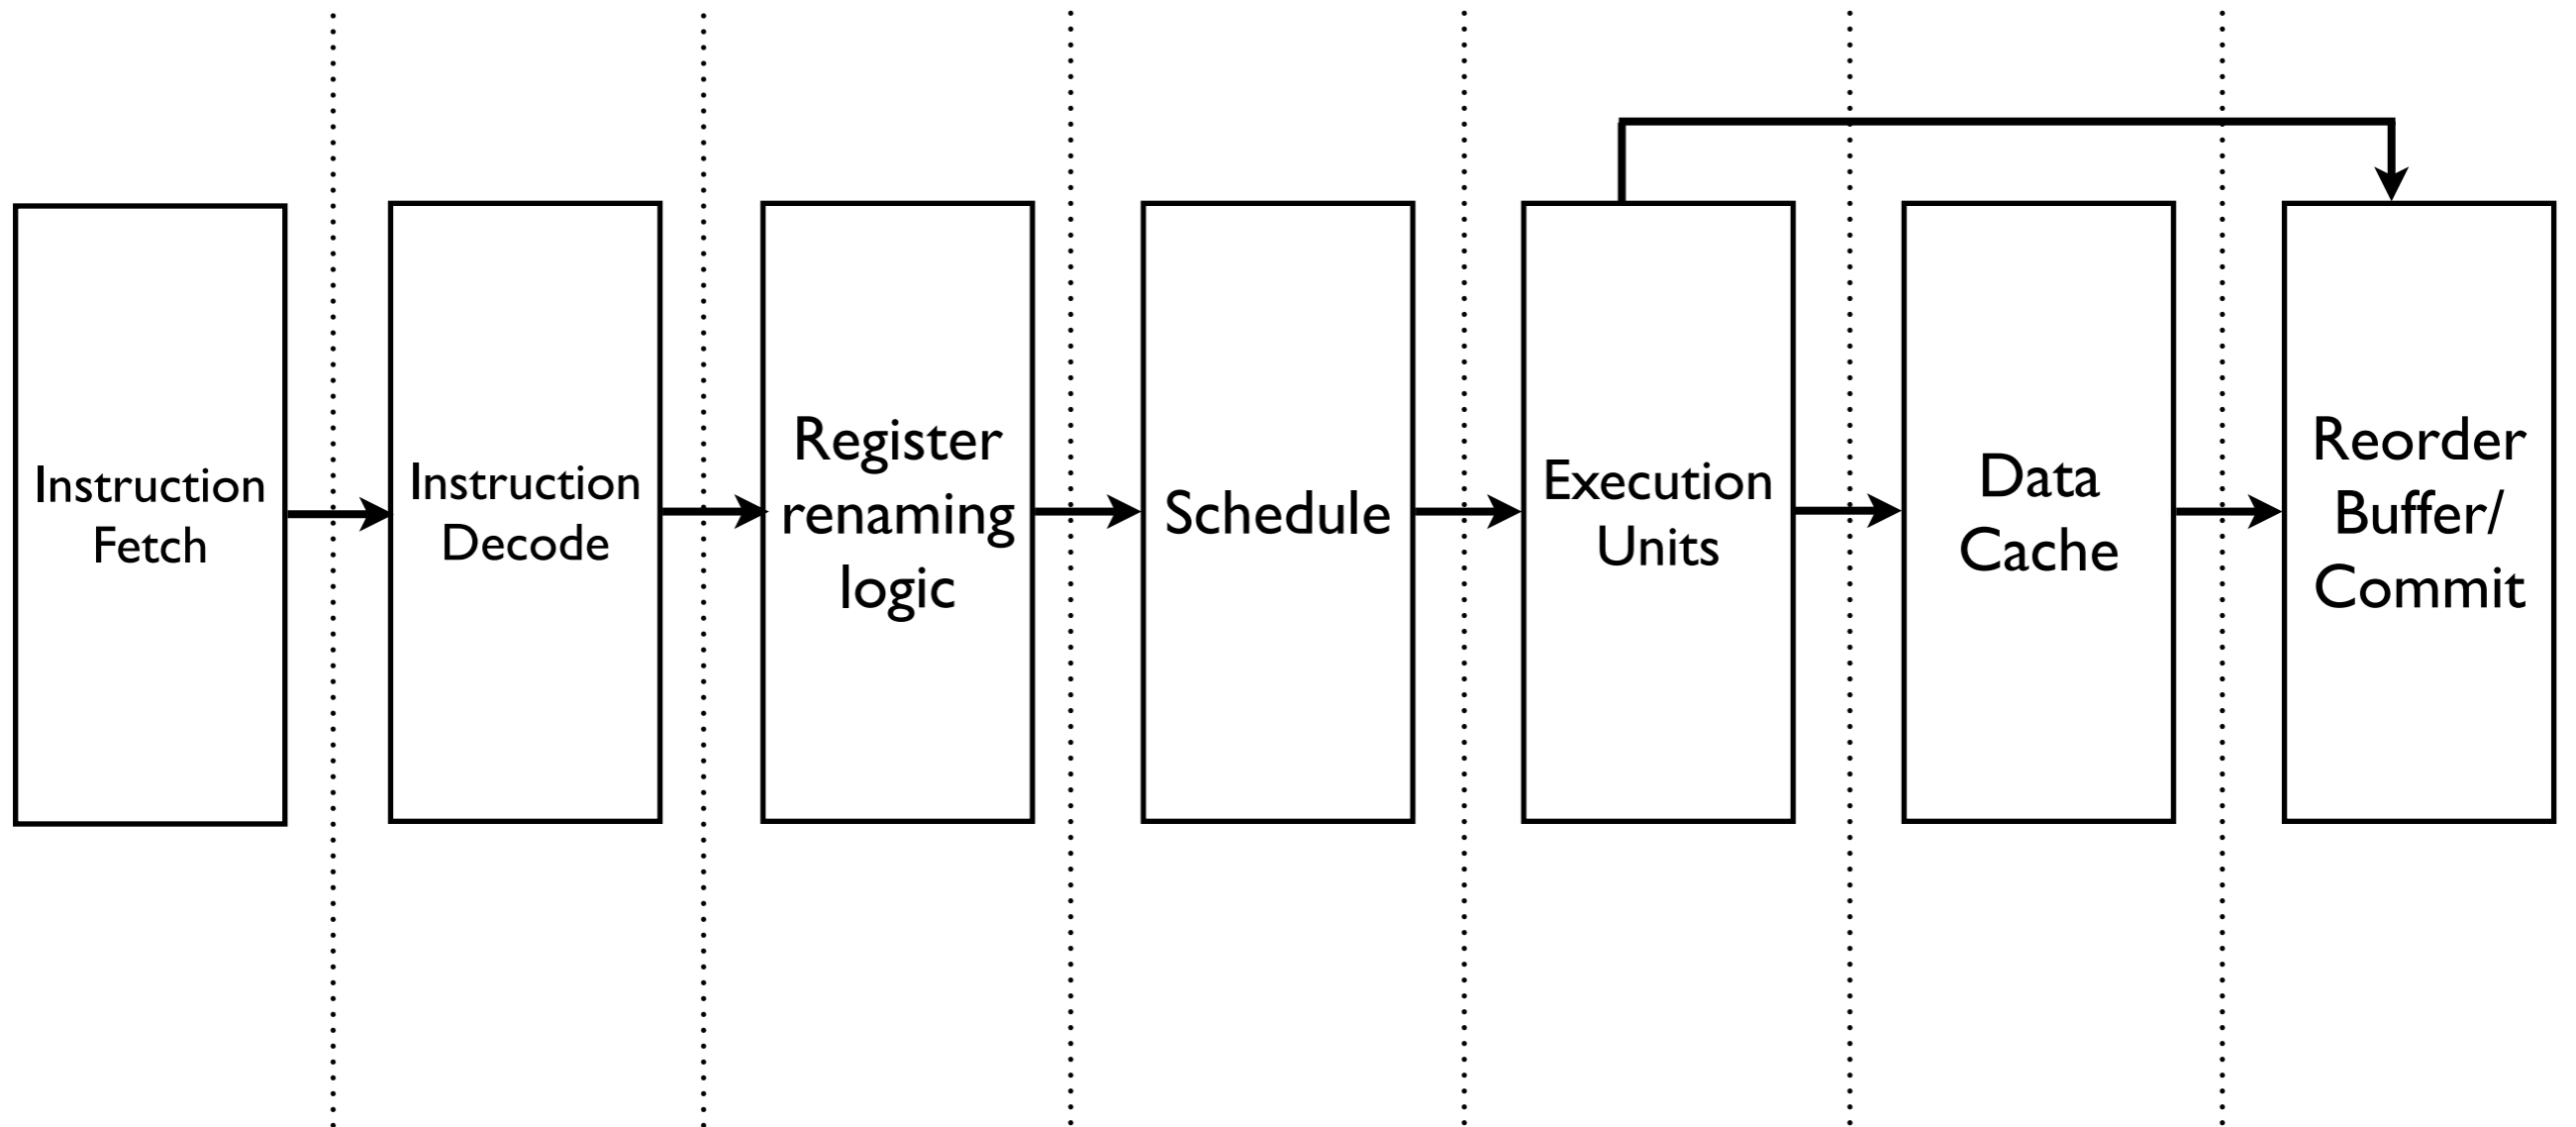 Instruction
Fetch
Instruction
Decode
Register
renaming
logic
Schedule
Execution
Units
Data
Cache
Reorder
Buffer/
Commit